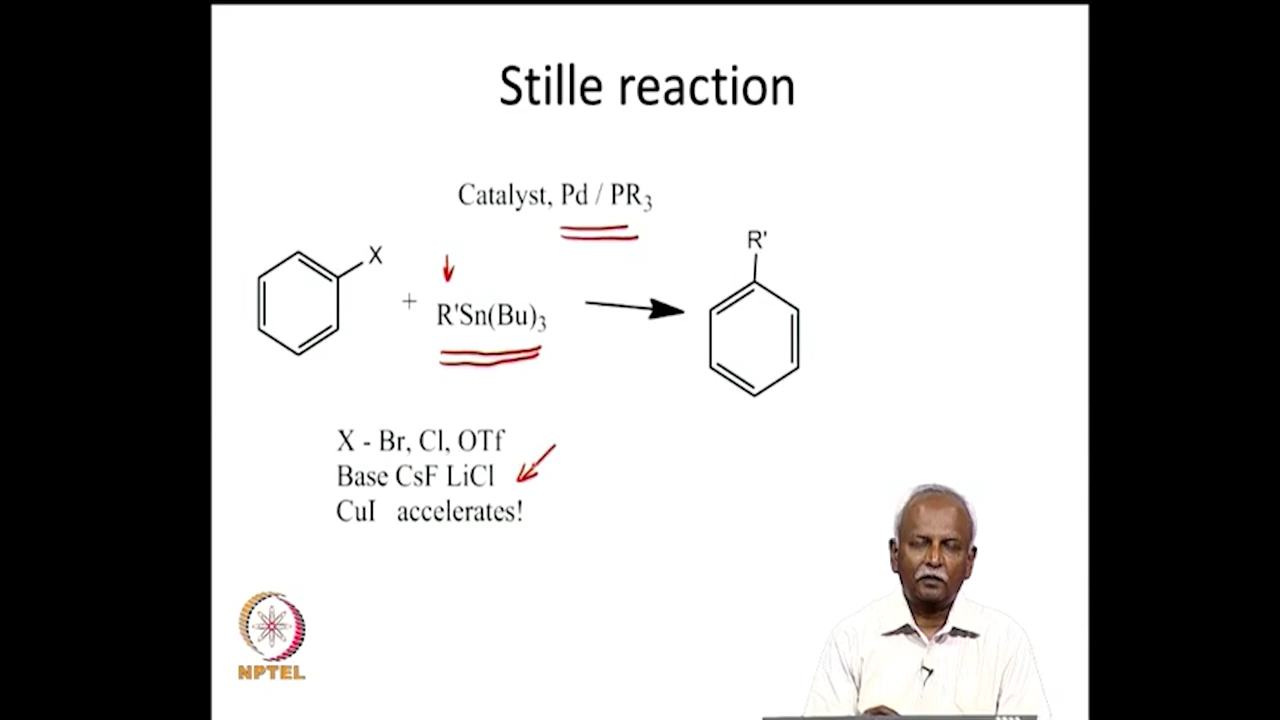 Stille reaction
Catalyst, Pd / PR3
X
+
R'Sn(Bu)3
R'
X - Br, Cl, OTf
Base CsF LiCl
CuI accelerates!
NPTEL